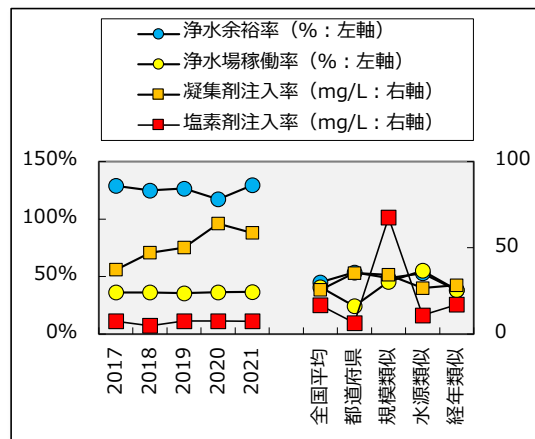 浄水余裕率（%：左軸）
浄水場稼働率（%：左軸）
凝集剤注入率（mg/L：右軸）
塩素剤注入率（mg/L：右軸）
150%
100%
50%
0%
100
50
0
2017
2018
2019
2020
2021
全国平均
都道府県
規模類似
水源類似
経年類似